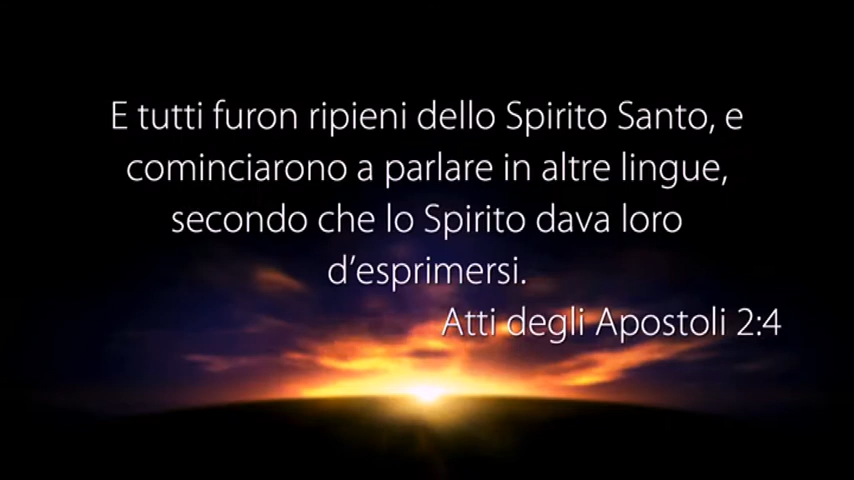 E tutti furon ripieni dello Spirito Santo, e
cominciarono a parlare in altre lingue,
secondo che lo Spirito dava loro
d’esprimersi.
Atti degli Apostoli 2:4